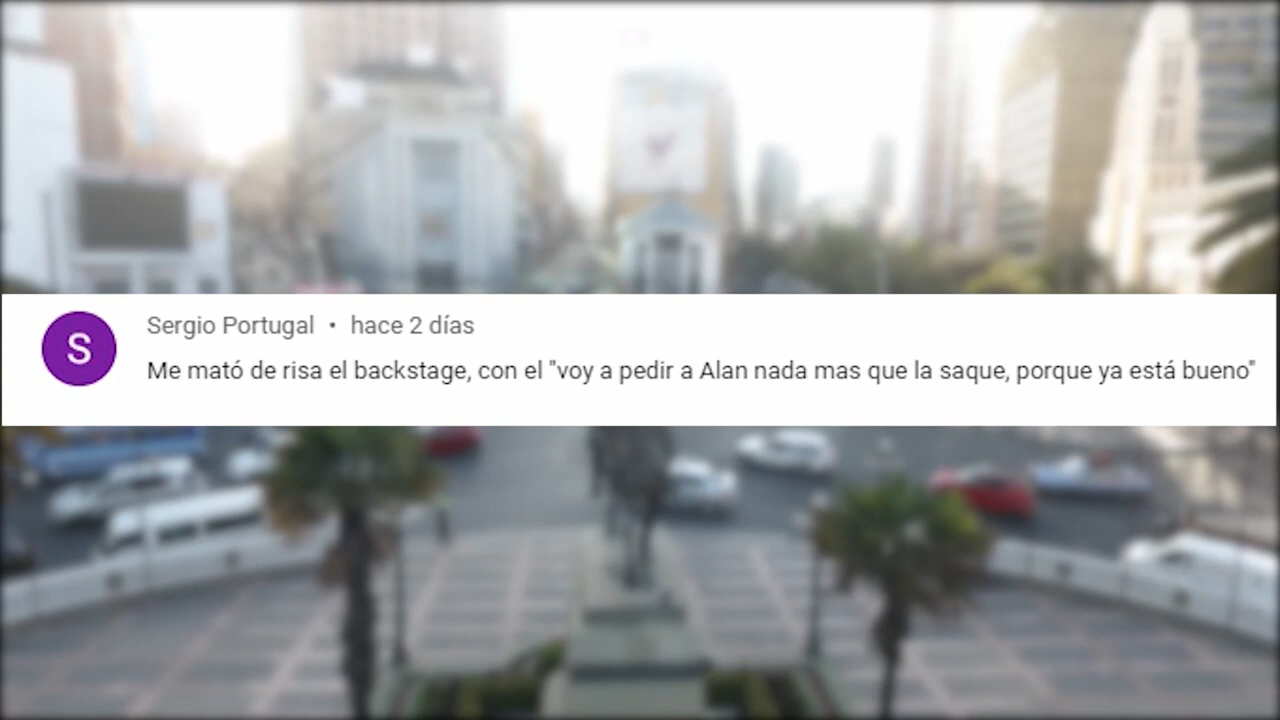 S
Sergio Portugal • hace 2 días
Me mató de risa el backstage, con el "voy a pedir a Alan nada mas que la saque, porque ya está bueno"